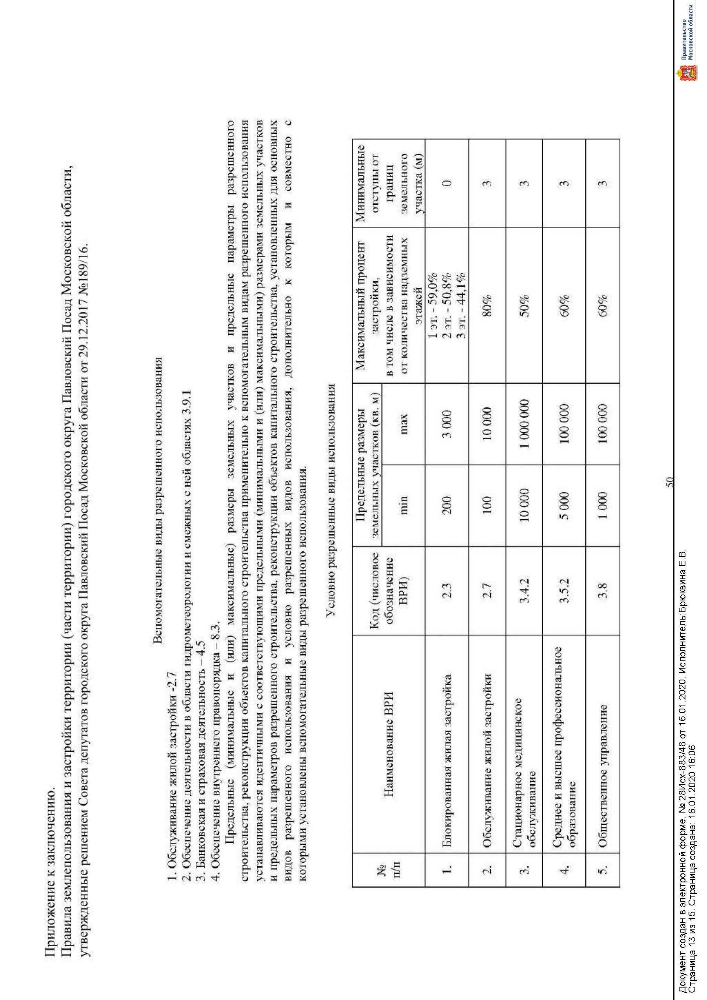 Приложение к заключению.
Правила землепользования и застройки территории (части территории) городского округа Павловский Посад Московской области,
утвержденные решением Совета депутатов городского округа Павловский Посад Московской области от 29.12.2017 №189/16.
Вспомогательные виды разрешенного использования
1. Обслуживание жилой застройки -2.7
2. Обеспечение деятельности в области гидрометеорологии и смежных с ней областях 3.9.1
3. Банковская и страховая деятельность – 4.5
4. Обеспечение внутреннего правопорядка – 8.3.
Предельные (минимальные и (или) максимальные) размеры земельных участков и предельные параметры разрешенного
строительства, реконструкции объектов капитального строительства применительно к вспомогательным видам разрешенного использования
устанавливаются идентичными с соответствующими предельными (минимальными и (или) максимальными) размерами земельных участков
и предельных параметров разрешенного строительства, реконструкции объектов капитального строительства, установленных для основных
видов разрешенного использования и условно разрешенных видов использования, дополнительно к которым и совместно с
которыми установлены вспомогательные виды разрешенного использования.
Условно разрешенные виды использования
№
п/п
Наименование ВРИ
Код (числовое
обозначение
ВРИ)
Предельные размеры
земельных участков (кв. м)
min
max
Максимальный процент
застройки,
в том числе в зависимости
от количества надземных
этажей
Минимальные
отступы от
границ
земельного
участка (м)
1.
Блокированная жилая застройка
2.3
200
3 000
1 эт. - 59,0%
2 эт. - 50,8%
3 эт. - 44,1%
0
2.
Обслуживание жилой застройки
2.7
100
10 000
80%
3
3.
Стационарное медицинское
обслуживание
3.4.2
10 000
1 000 000
50%
3
4.
Среднее и высшее профессиональное
образование
3.5.2
5 000
100 000
60%
3
5.
Общественное управление
3.8
1 000
100 000
60%
3
50
Документ создан в электронной форме. № 28Исх-883/48 от 16.01.2020. Исполнитель:Брюквина Е.В.
Страница 13 из 15. Страница создана: 16.01.2020 16:06
Правительство
Московской области